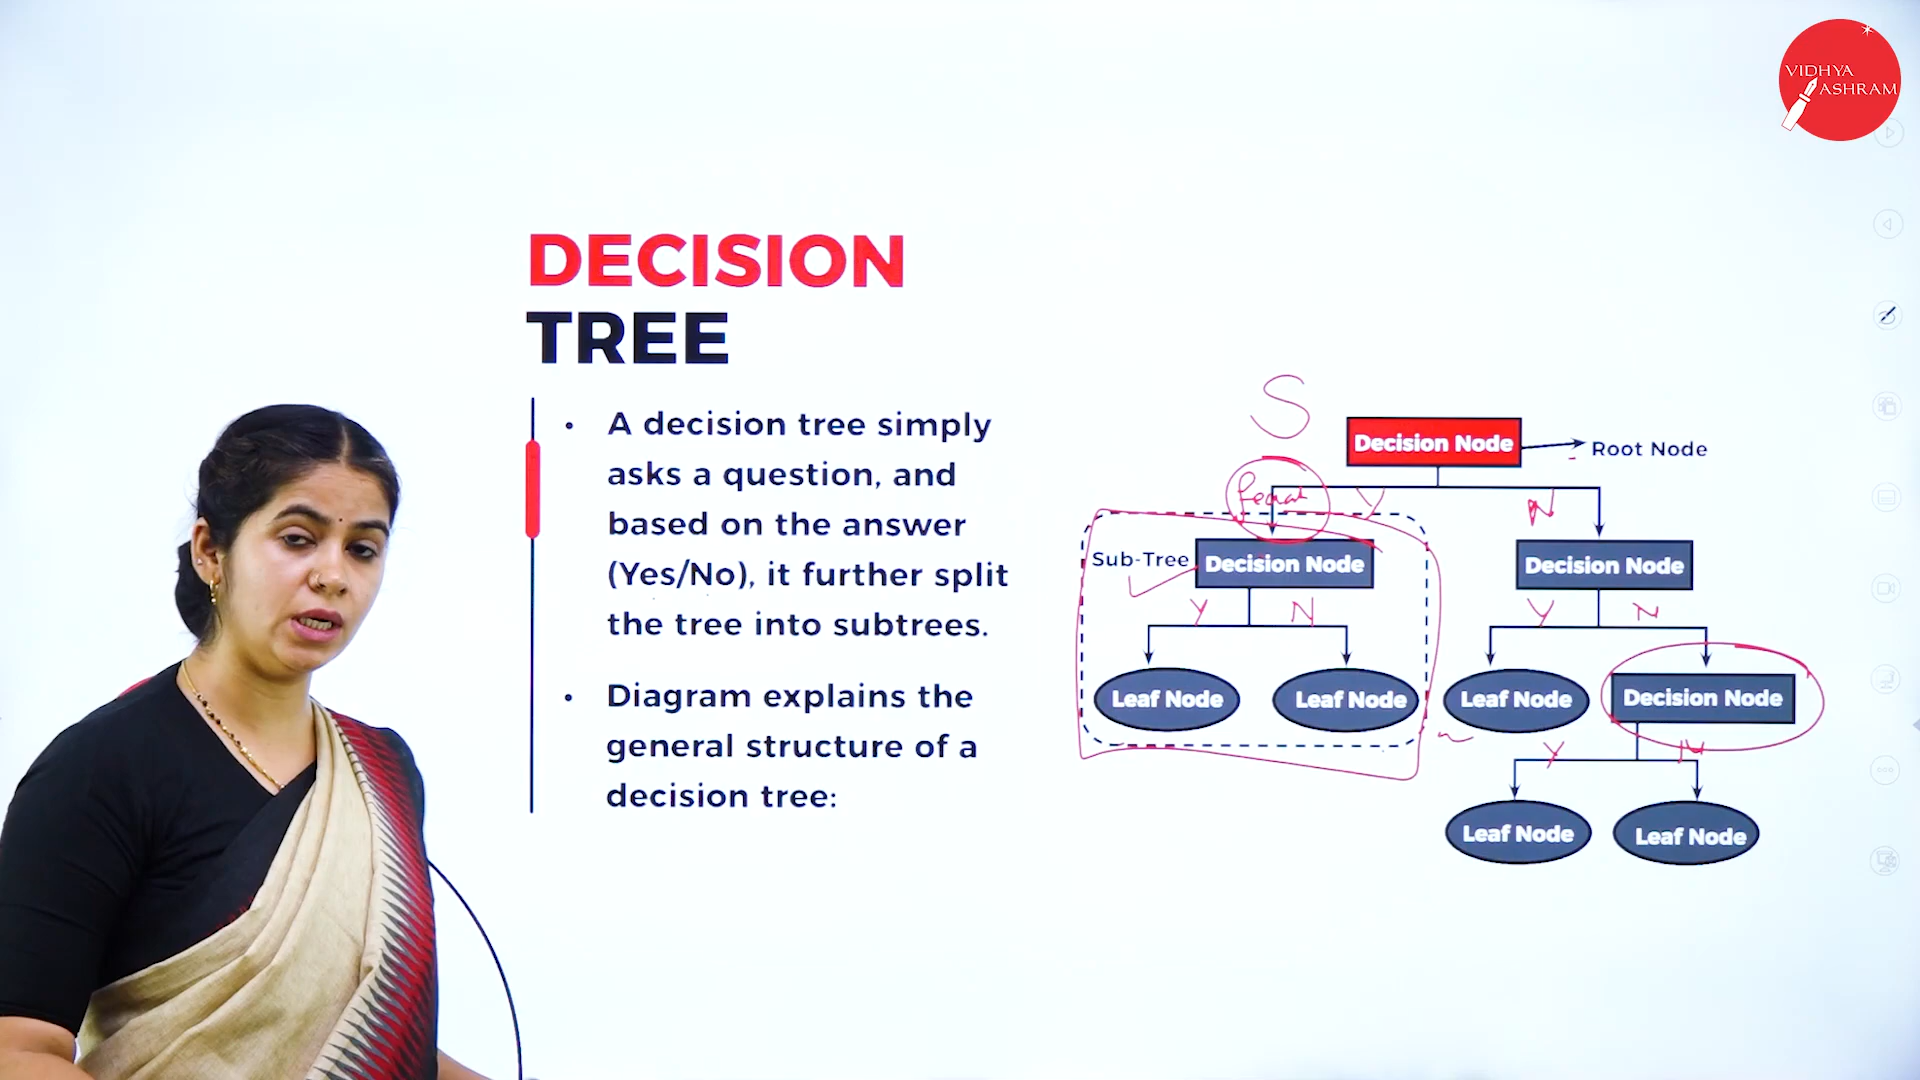 VIDHYA
ASHRAM
DECISION
TREE
• A decision tree simply
asks a question, and
based on the answer
(Yes/No), it further split
the tree into subtrees.
• Diagram explains the
general structure of a
decision tree:
S
Decision Node
Root Node
Y
N
Sub-Tree
Decision Node
Decision Node
Y
N
Y
N
Leaf Node
Leaf Node
Leaf Node
Decision Node
Y
N
Leaf Node
Leaf Node